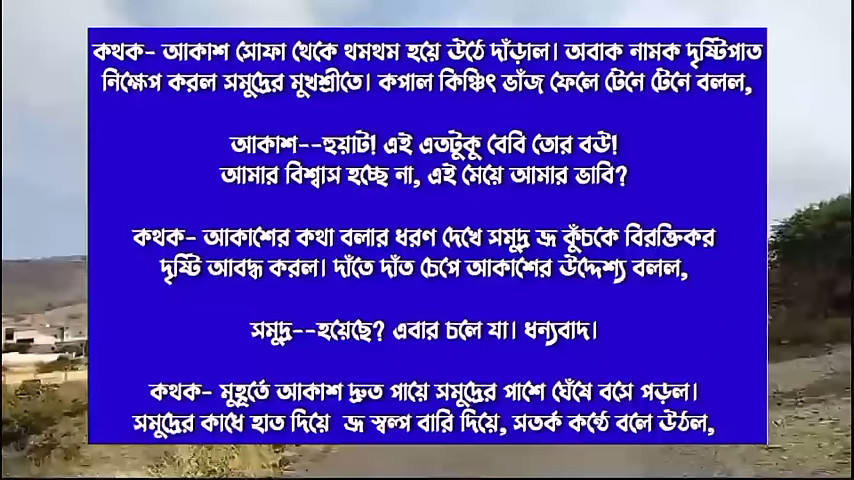 কথক- আকাশ সোফা থেকে থমথম হয়ে উঠে দাঁড়াল। অবাক নামক দৃষ্টিপাত
নিক্ষেপ করল সমুদ্রের মুখশ্রীতে। কপাল কিঞ্চিৎ ভাঁজ ফেলে টেনে টেনে বলল,
আকাশ--হুয়াট! এই এতটুকু বেবি তোর বউ!
আমার বিশ্বাস হচ্ছে না, এই মেয়ে আমার ভাবি?
কথক- আকাশের কথা বলার ধরণ দেখে সমুদ্র ভ্রু কুঁচকে বিরক্তিকর
দৃষ্টি আবদ্ধ করল। দাঁতে দাঁত চেপে আকাশের উদ্দেশ্য বলল,
সমুদ্র--হয়েছে? এবার চলে যা। ধন্যবাদ।
কথক- মুহূর্তে আকাশ দ্রুত পায়ে সমুদ্রের পাশে ঘেঁষে বসে পড়ল।
সমুদ্রের কাধে হাত দিয়ে ভ্রু স্বল্প বারি দিয়ে, সতর্ক কন্ঠে বলে উঠল,